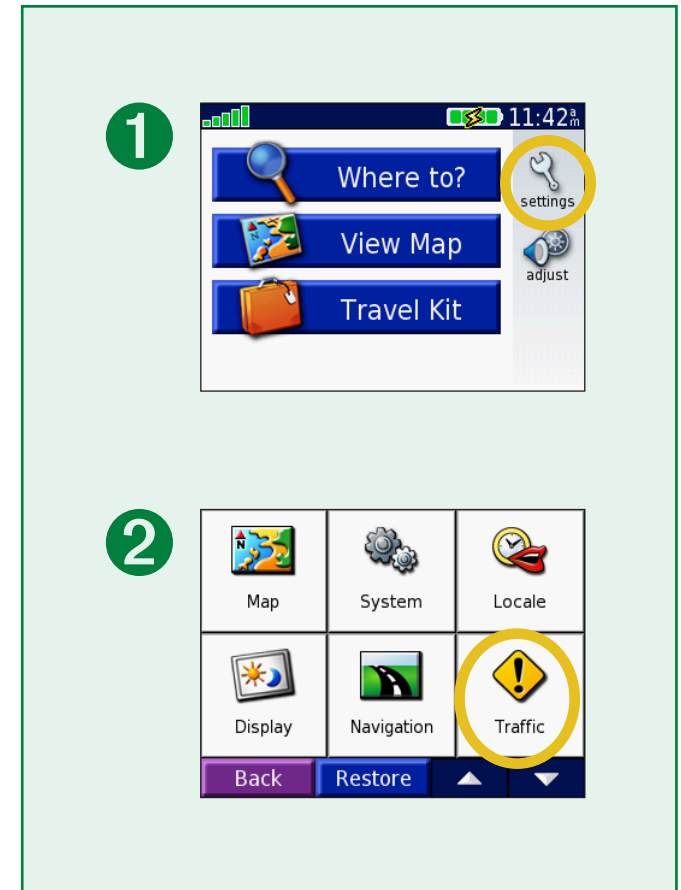 1
11:42 am
Where to?
settings
View Map
adjust
Travel Kit
2
N
Map System Locale
Display Navigation Traffic
Back Restore